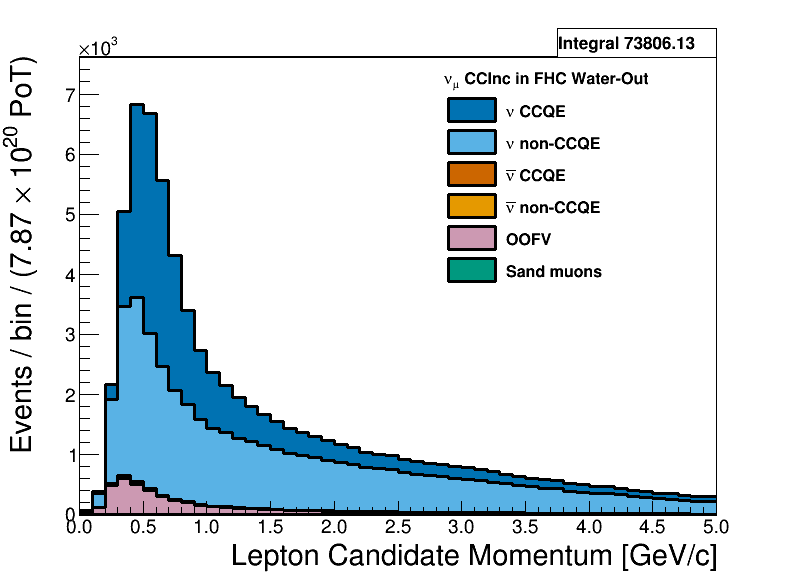 ×10³
Integral 73806.13
ν_μ CCInc in FHC Water-Out
ν CCQE
ν non-CCQE
ν̅ CCQE
ν̅ non-CCQE
OOFV
Sand muons
Events / bin / (7.87 × 10²⁰ PoT)
7
6
5
4
3
2
1
0
0.0 0.5 1.0 1.5 2.0 2.5 3.0 3.5 4.0 4.5 5.0
Lepton Candidate Momentum [GeV/c]